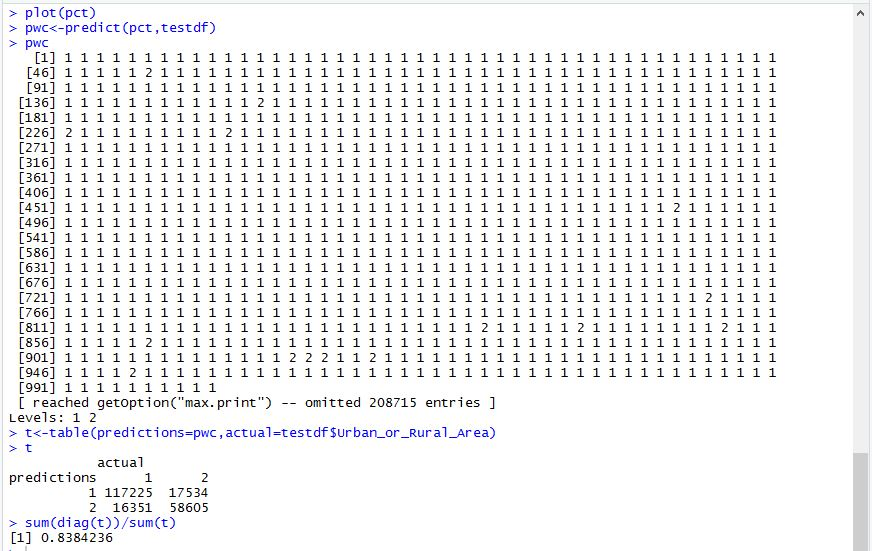 > plot(pct)
> pwc<-predict(pct,testdf)
> pwc
[1] 1 1 1 1 1 1 1 1 1 1 1 1 1 1 1 1 1 1 1 1 1 1 1 1 1 1 1 1 1 1 1 1 1 1 1 1 1 1 1 1 1 1 1 1 1
[46] 1 1 1 1 1 2 1 1 1 1 1 1 1 1 1 1 1 1 1 1 1 1 1 1 1 1 1 1 1 1 1 1 1 1 1 1 1 1 1 1 1 1 1 1 1
[91] 1 1 1 1 1 1 1 1 1 1 1 1 1 1 1 1 1 1 1 1 1 1 1 1 1 1 1 1 1 1 1 1 1 1 1 1 1 1 1 1 1 1 1 1 1
[136] 1 1 1 1 1 1 1 1 1 1 1 1 2 1 1 1 1 1 1 1 1 1 1 1 1 1 1 1 1 1 1 1 1 1 1 1 1 1 1 1 1 1 1 1 1
[181] 1 1 1 1 1 1 1 1 1 1 1 1 1 1 1 1 1 1 1 1 1 1 1 1 1 1 1 1 1 1 1 1 1 1 1 1 1 1 1 1 1 1 1 1 1
[226] 2 1 1 1 1 1 1 1 1 1 2 1 1 1 1 1 1 1 1 1 1 1 1 1 1 1 1 1 1 1 1 1 1 1 1 1 1 1 1 1 1 1 1 1 1
[271] 1 1 1 1 1 1 1 1 1 1 1 1 1 1 1 1 1 1 1 1 1 1 1 1 1 1 1 1 1 1 1 1 1 1 1 1 1 1 1 1 1 1 1 1 1
[316] 1 1 1 1 1 1 1 1 1 1 1 1 1 1 1 1 1 1 1 1 1 1 1 1 1 1 1 1 1 1 1 1 1 1 1 1 1 1 1 1 1 1 1 1 1
[361] 1 1 1 1 1 1 1 1 1 1 1 1 1 1 1 1 1 1 1 1 1 1 1 1 1 1 1 1 1 1 1 1 1 1 1 1 1 1 1 1 1 1 1 1 1
[406] 1 1 1 1 1 1 1 1 1 1 1 1 1 1 1 1 1 1 1 1 1 1 1 1 1 1 1 1 1 1 1 1 1 1 1 1 1 1 1 1 1 1 1 1 1
[451] 1 1 1 1 1 1 1 1 1 1 1 1 1 1 1 1 1 1 1 1 1 1 1 1 1 1 1 1 1 1 1 1 1 1 1 1 1 1 2 1 1 1 1 1 1
[496] 1 1 1 1 1 1 1 1 1 1 1 1 1 1 1 1 1 1 1 1 1 1 1 1 1 1 1 1 1 1 1 1 1 1 1 1 1 1 1 1 1 1 1 1 1
[541] 1 1 1 1 1 1 1 1 1 1 1 1 1 1 1 1 1 1 1 1 1 1 1 1 1 1 1 1 1 1 1 1 1 1 1 1 1 1 1 1 1 1 1 1 1
[586] 1 1 1 1 1 1 1 1 1 1 1 1 1 1 1 1 1 1 1 1 1 1 1 1 1 1 1 1 1 1 1 1 1 1 1 1 1 1 1 1 1 1 1 1 1
[631] 1 1 1 1 1 1 1 1 1 1 1 1 1 1 1 1 1 1 1 1 1 1 1 1 1 1 1 1 1 1 1 1 1 1 1 1 1 1 1 1 1 1 1 1 1
[676] 1 1 1 1 1 1 1 1 1 1 1 1 1 1 1 1 1 1 1 1 1 1 1 1 1 1 1 1 1 1 1 1 1 1 1 1 1 1 1 1 1 1 1 1 1
[721] 1 1 1 1 1 1 1 1 1 1 1 1 1 1 1 1 1 1 1 1 1 1 1 1 1 1 1 1 1 1 1 1 1 1 1 1 1 1 1 1 2 1 1 1 1
[766] 1 1 1 1 1 1 1 1 1 1 1 1 1 1 1 1 1 1 1 1 1 1 1 1 1 1 1 1 1 1 1 1 1 1 1 1 1 1 1 1 1 1 1 1 1
[811] 1 1 1 1 1 1 1 1 1 1 1 1 1 1 1 1 1 1 1 1 1 1 1 1 1 1 2 1 1 1 1 1 2 1 1 1 1 1 1 1 1 2 1 1 1
[856] 1 1 1 1 1 2 1 1 1 1 1 1 1 1 1 1 1 1 1 1 1 1 1 1 1 1 1 1 1 1 1 1 1 1 1 1 1 1 1 1 1 1 1 1 1
[901] 1 1 1 1 1 1 1 1 1 1 1 1 1 1 2 2 2 1 1 2 1 1 1 1 1 1 1 1 1 1 1 1 1 1 1 1 1 1 1 1 1 1 1 1 1
[946] 1 1 1 1 2 1 1 1 1 1 1 1 1 1 1 1 1 1 1 1 1 1 1 1 1 1 1 1 1 1 1 1 1 1 1 1 1 1 1 1 1 1 1 1 1
[991] 1 1 1 1 1 1 1 1 1 1
[ reached getOption("max.print") -- omitted 208715 entries ]
Levels: 1 2
> t<-table(predictions=pwc,actual=testdf$Urban_or_Rural_Area)
> t
actual
predictions 1 2
1 117225 17534
2 16351 58605
> sum(diag(t))/sum(t)
[1] 0.8384236
>